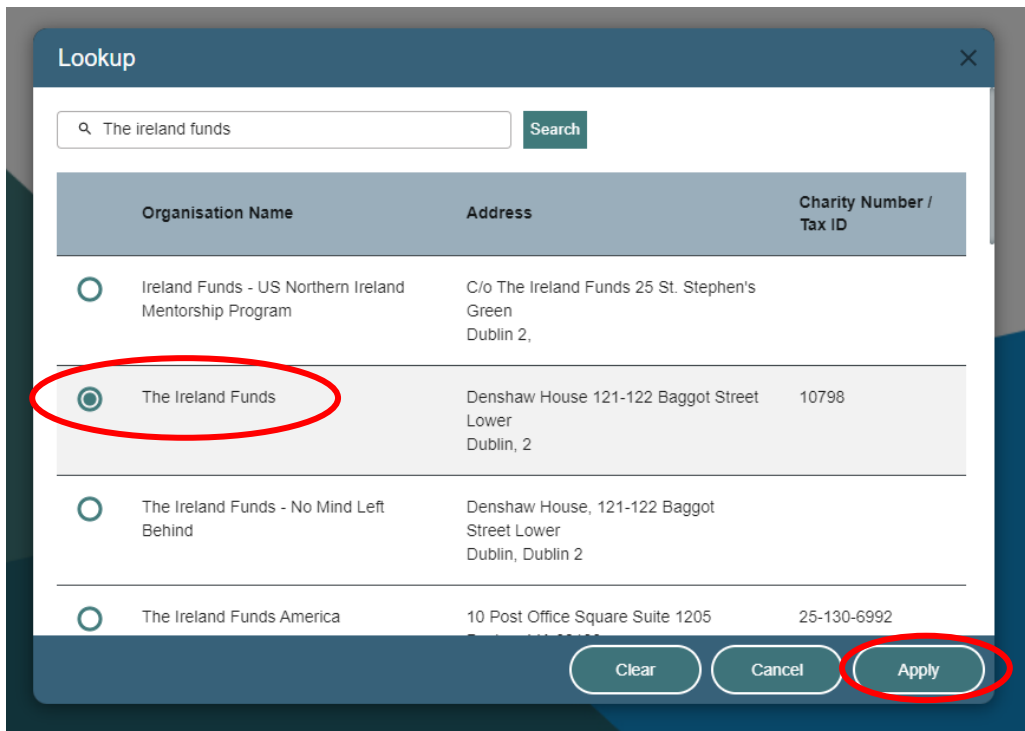 Lookup
The ireland funds
Search
Organisation Name
Address
Charity Number /
Tax ID
Ireland Funds - US Northern Ireland
Mentorship Program
C/o The Ireland Funds 25 St. Stephen's
Green
Dublin 2,
The Ireland Funds
Denshaw House 121-122 Baggot Street
Lower
Dublin, 2
10798
The Ireland Funds - No Mind Left
Behind
Denshaw House, 121-122 Baggot
Street Lower
Dublin, Dublin 2
The Ireland Funds America
10 Post Office Square Suite 1205
25-130-6992
Clear
Cancel
Apply